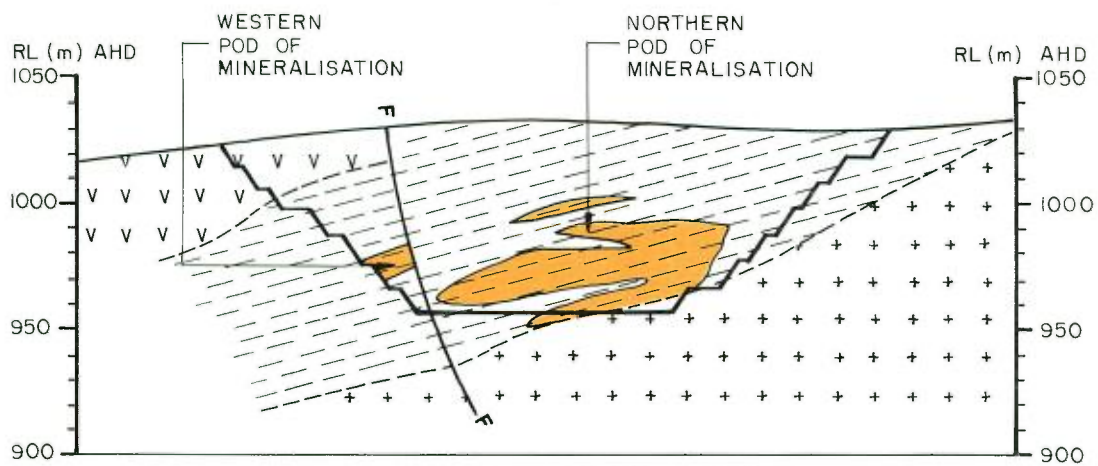 WESTERN
POD OF
MINERALISATION
NORTHERN
POD OF
MINERALISATION
RL (m) AHD
RL (m) AHD
1050
1050
F
1000
1000
950
950
F
900
900